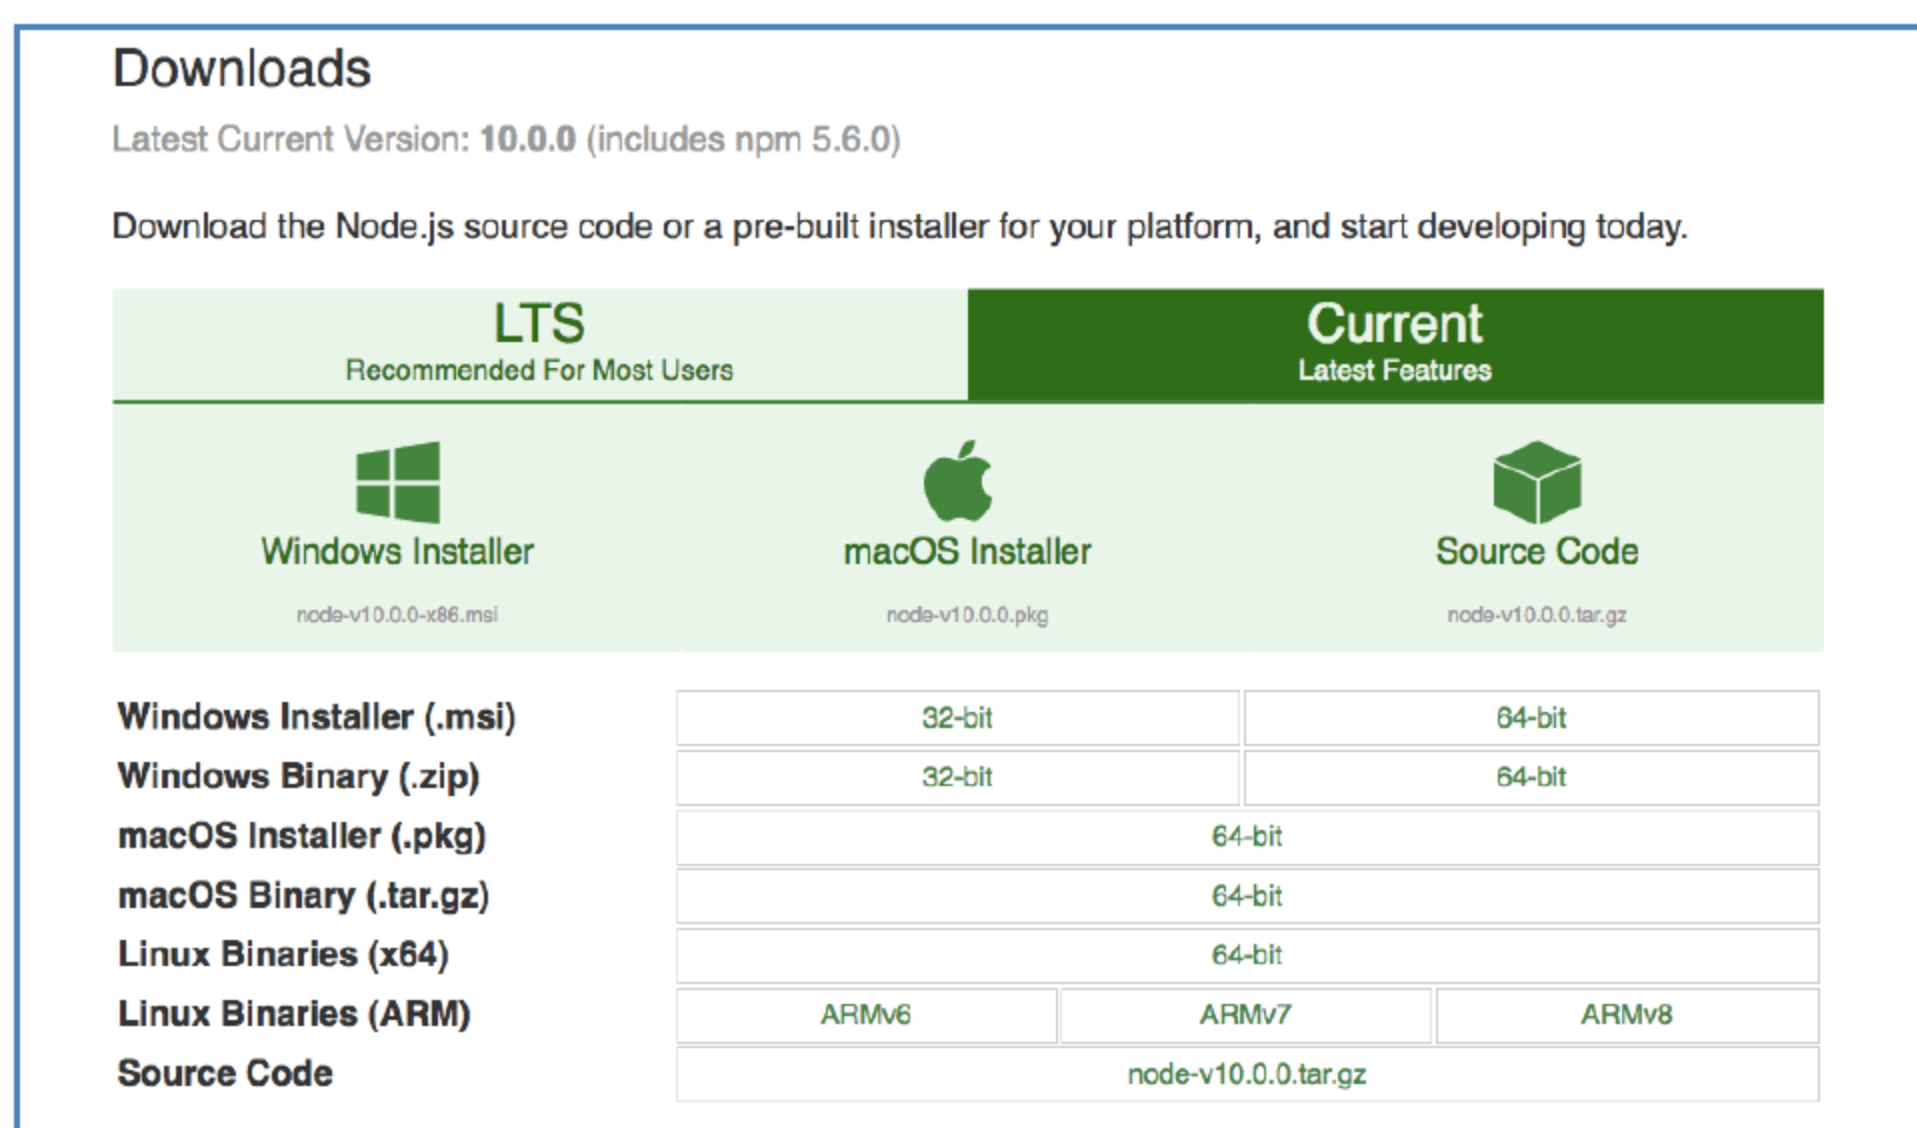 Downloads
Latest Current Version: 10.0.0 (includes npm 5.6.0)
Download the Node.js source code or a pre-built installer for your platform, and start developing today.
LTS
Recommended For Most Users
Current
Latest Features
Windows Installer
node-v10.0.0-x86.msi
macOS Installer
node-v10.0.0.pkg
Source Code
node-v10.0.0.tar.gz
Windows Installer (.msi) 32-bit 64-bit
Windows Binary (.zip) 32-bit 64-bit
macOS Installer (.pkg) 64-bit
macOS Binary (.tar.gz) 64-bit
Linux Binaries (x64) 64-bit
Linux Binaries (ARM) ARMv6 ARMv7 ARMv8
Source Code node-v10.0.0.tar.gz